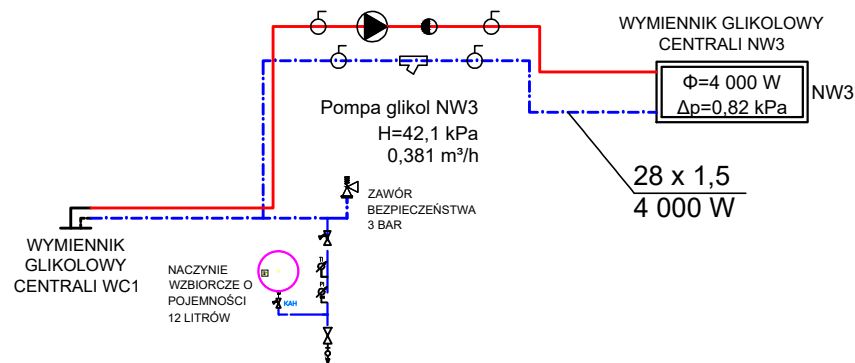 WYMIENNIK GLIKOLOWY
CENTRALI NW3
Φ=4 000 W
Δp=0,82 kPa
NW3
Pompa glikol NW3
H=42,1 kPa
0,381 m³/h
28 x 1,5
4 000 W
ZAWÓR
BEZPIECZEŃSTWA
3 BAR
WYMIENNIK
GLIKOLOWY
CENTRALI WC1
NACZYNIE
WZBIORCZE O
POJEMNOŚCI
12 LITRÓW
KAH